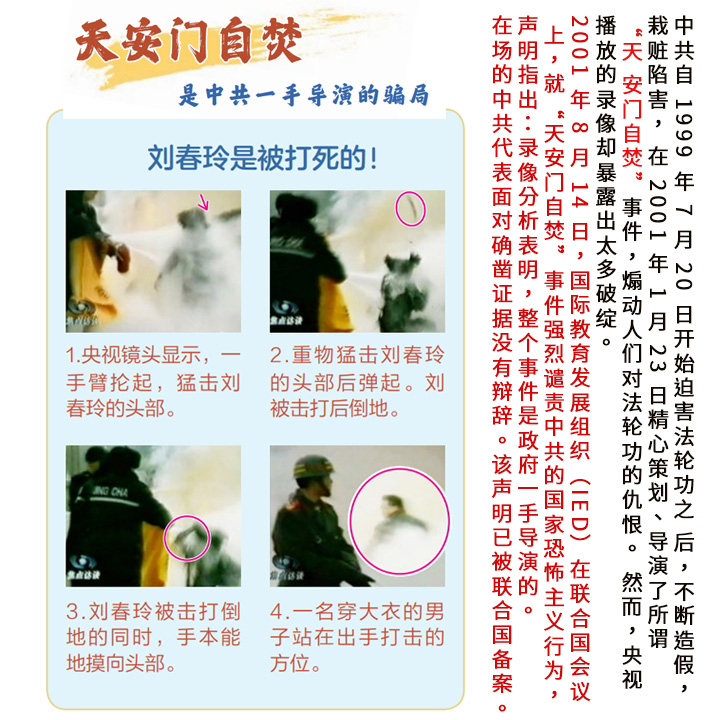 天安门自焚
是中共一手导演的骗局
刘春玲是被打死的！
焦点访谈
焦点访谈
1.央视镜头显示，一
手臂抡起，猛击刘
春玲的头部。
2.重物猛击刘春玲
的头部后弹起。刘
被击打后倒地。
JING CHA
焦点访谈
焦点访谈
3.刘春玲被击打倒
地的同时，手本能
地摸向头部。
4.一名穿大衣的男
子站在出手打击的
方位。
中共自 1999 年 7 月 20 日开始迫害法轮功之后，不断造假，
栽赃陷害，在 2001 年 1 月 23 日精心策划、导演了所谓
“天安门自焚”事件，煽动人们对法轮功的仇恨。然而，央视
播放的录像却暴露出太多破绽。
2001 年 8 月 14 日，国际教育发展组织（IED）在联合国会议
上，就“天安门自焚”事件强烈谴责中共的国家恐怖主义行为，
声明指出：录像分析表明，整个事件是政府一手导演的。
在场的中共代表面对确凿证据没有辩辞。该声明已被联合国备案。